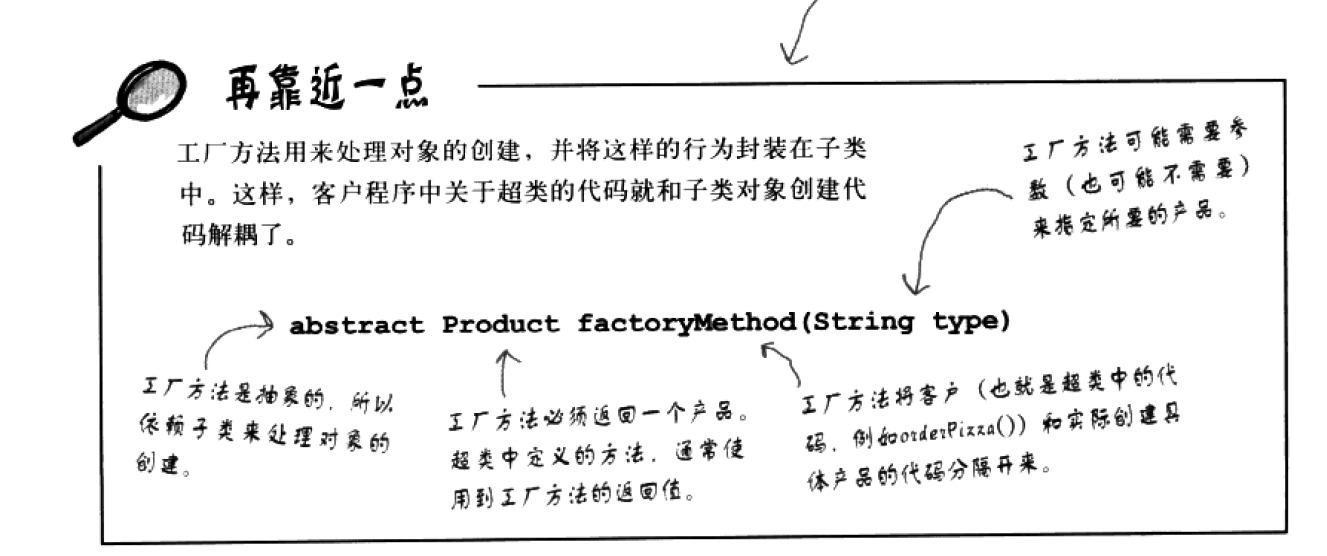 再靠近一点
工厂方法用来处理对象的创建，并将这样的行为封装在子类
中。这样，客户程序中关于超类的代码就和子类对象创建代
码解耦了。
工厂方法可能需要参
数（也可能不需要）
来指定所要的产品。
abstract Product factoryMethod(String type)
工厂方法是抽象的，所以
依赖子类来处理对象的
创建。
工厂方法必须返回一个产品。
超类中定义的方法，通常使
用到工厂方法的返回值。
工厂方法将客户（也就是超类中的代
码，例如orderPizza()）和实际创建具
体产品的代码分隔开来。